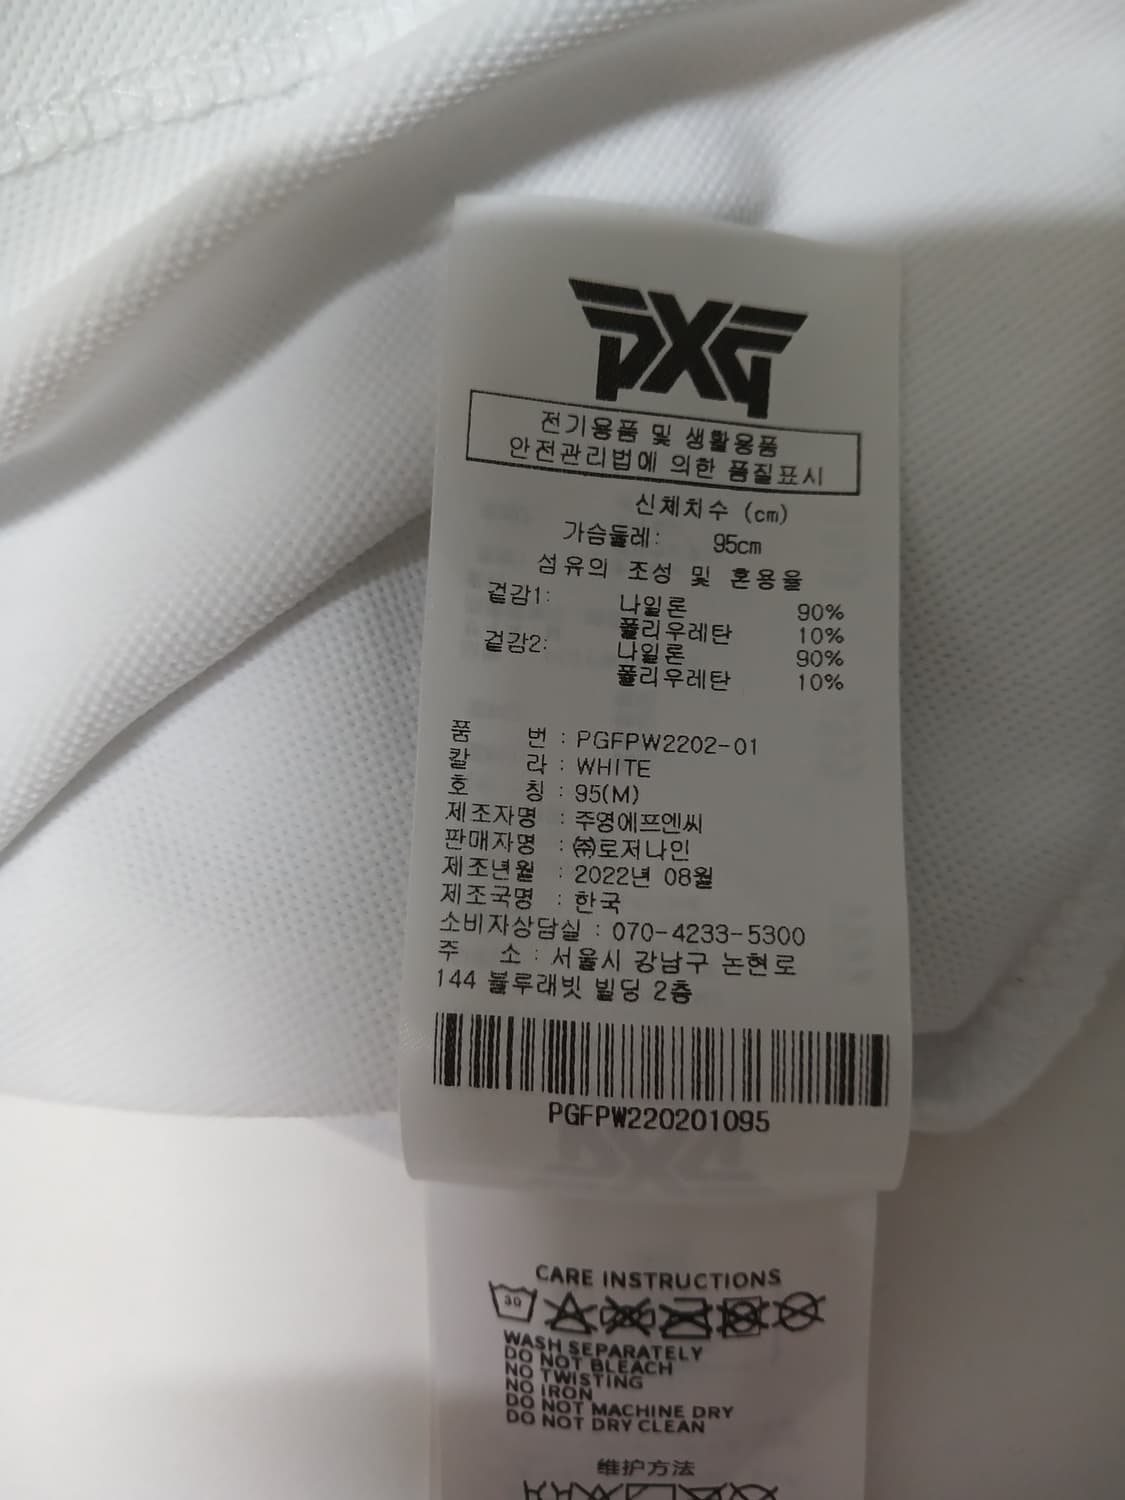 PXG
전기용품 및 생활용품
안전관리법에 의한 품질표시
신체치수 (cm)
가슴둘레: 95cm
섬유의 조성 및 혼용율
겉감1: 나일론 90%
폴리우레탄 10%
겉감2: 나일론 90%
폴리우레탄 10%
품 번 : PGFPW2202-01
칼 라 : WHITE
호 칭 : 95(M)
제조자명 : 주영에프엔씨
판매자명 : ㈜로저나인
제조년월 : 2022년 08월
제조국명 : 한국
소비자상담실 : 070-4233-5300
주 소 : 서울시 강남구 논현로
144 블루래빗 빌딩 2층
PGFPW220201095
CARE INSTRUCTIONS
30
WASH SEPARATELY
DO NOT BLEACH
NO TWISTING
NO IRON
DO NOT MACHINE DRY
DO NOT DRY CLEAN
维护方法